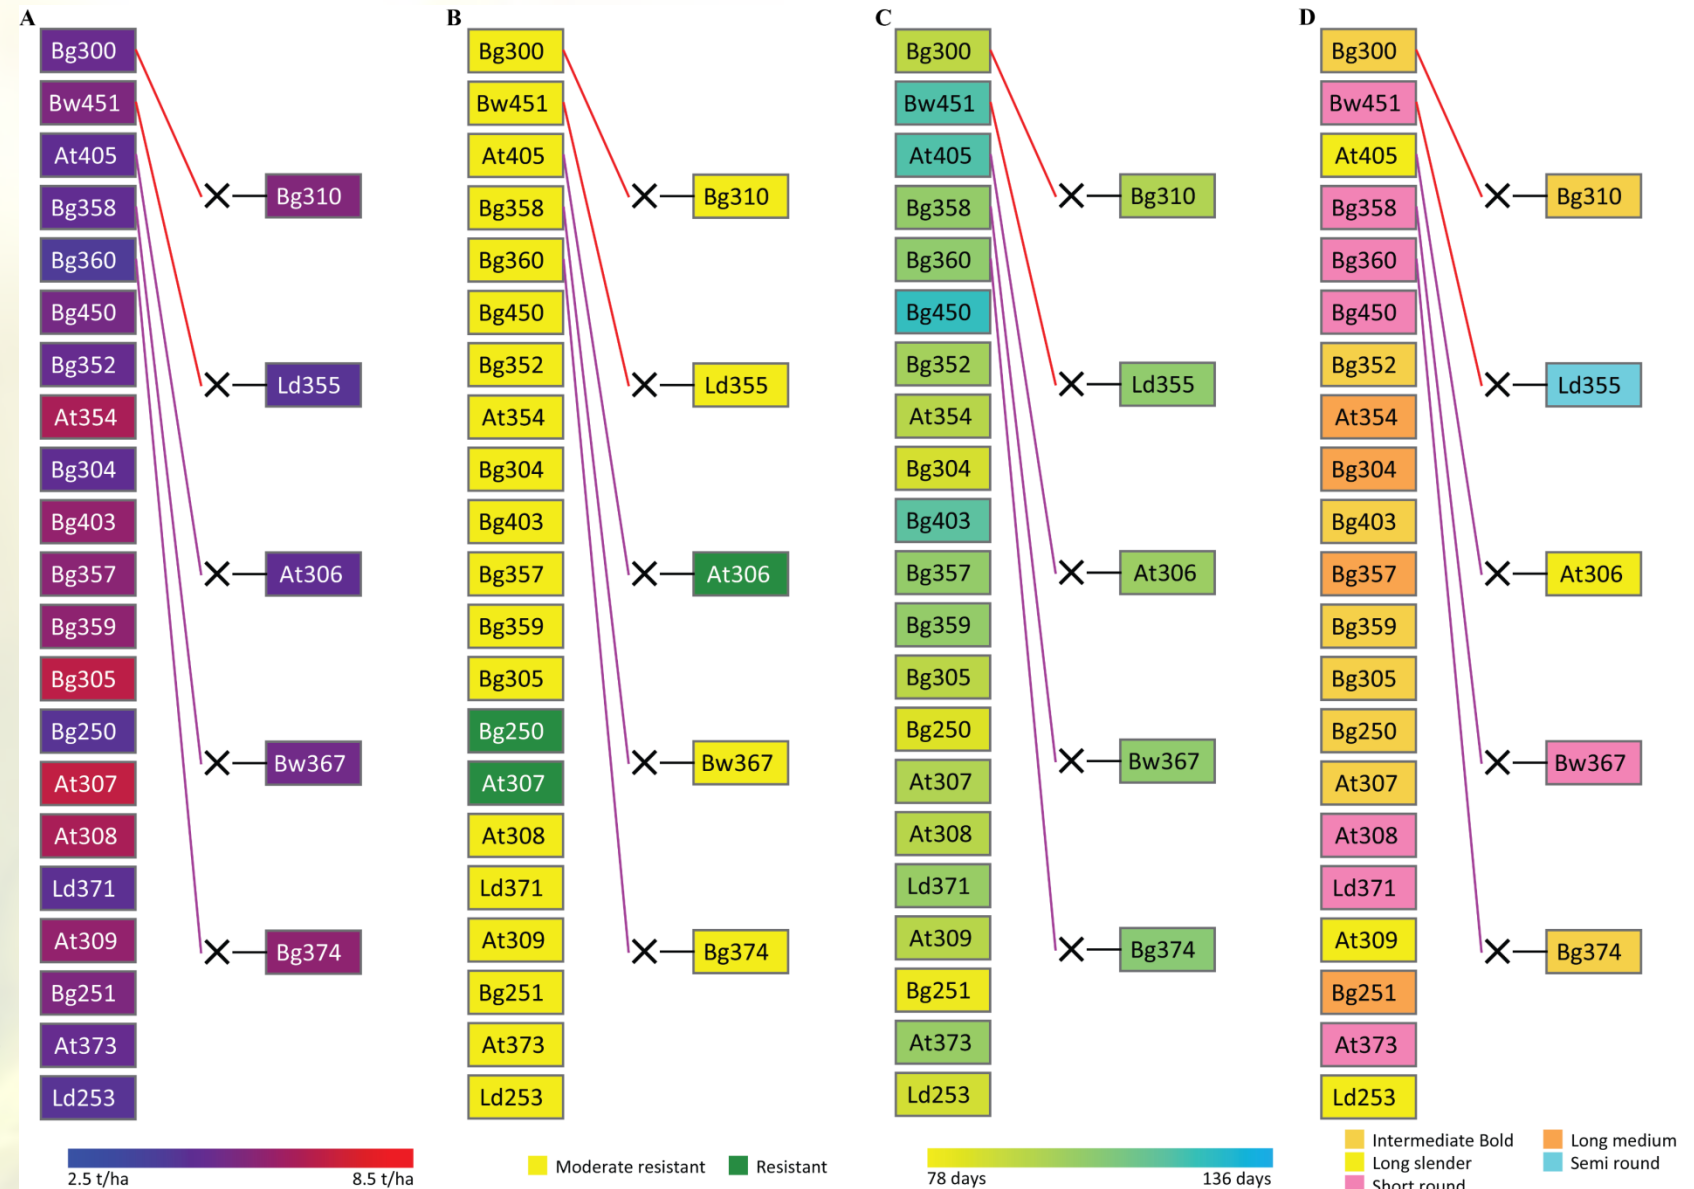 A
Bg300
Bw451
At405
Bg358
Bg360
Bg450
Bg352
At354
Bg304
Bg403
Bg357
Bg359
Bg305
Bg250
At307
At308
Ld371
At309
Bg251
At373
Ld253
Bg310
Ld355
At306
Bw367
Bg374
2.5 t/ha
8.5 t/ha
B
Bg300
Bw451
At405
Bg358
Bg360
Bg450
Bg352
At354
Bg304
Bg403
Bg357
Bg359
Bg305
Bg250
At307
At308
Ld371
At309
Bg251
At373
Ld253
Bg310
Ld355
At306
Bw367
Bg374
Moderate resistant
Resistant
C
Bg300
Bw451
At405
Bg358
Bg360
Bg450
Bg352
At354
Bg304
Bg403
Bg357
Bg359
Bg305
Bg250
At307
At308
Ld371
At309
Bg251
At373
Ld253
Bg310
Ld355
At306
Bw367
Bg374
78 days
136 days
D
Bg300
Bw451
At405
Bg358
Bg360
Bg450
Bg352
At354
Bg304
Bg403
Bg357
Bg359
Bg305
Bg250
At307
At308
Ld371
At309
Bg251
At373
Ld253
Bg310
Ld355
At306
Bw367
Bg374
Intermediate Bold
Long slender
Short round
Long medium
Semi round